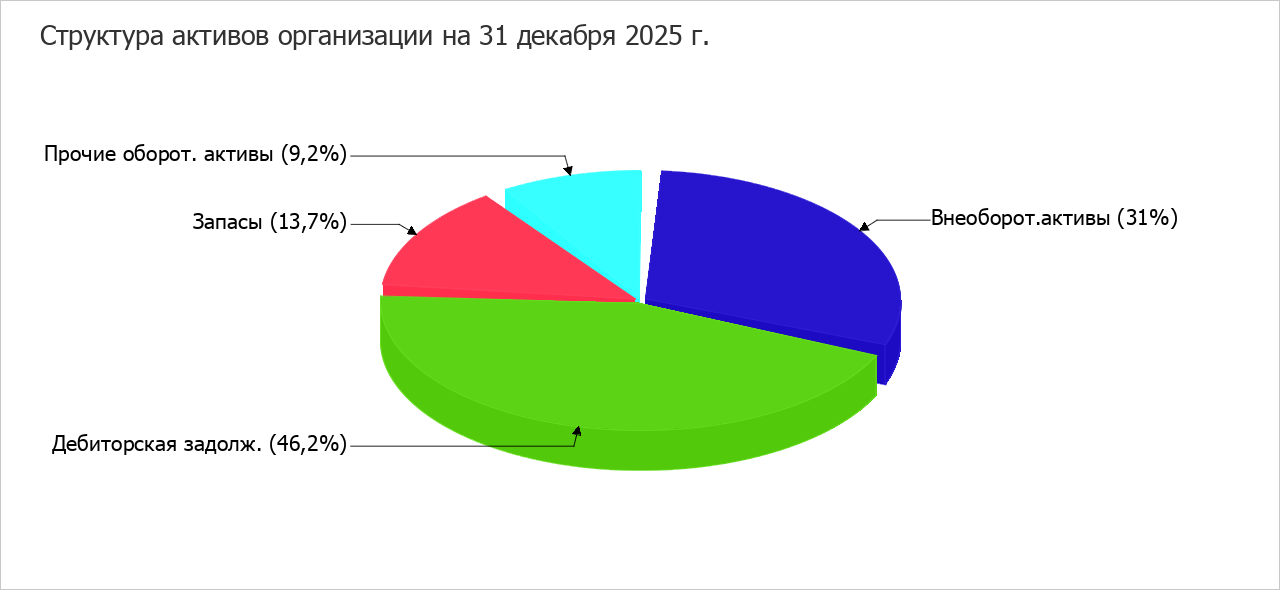 Структура активов организации на 31 декабря 2025 г.
Прочие оборот. активы (9,2%)
Внеоборот.активы (31%)
Запасы (13,7%)
Дебиторская задолж. (46,2%)